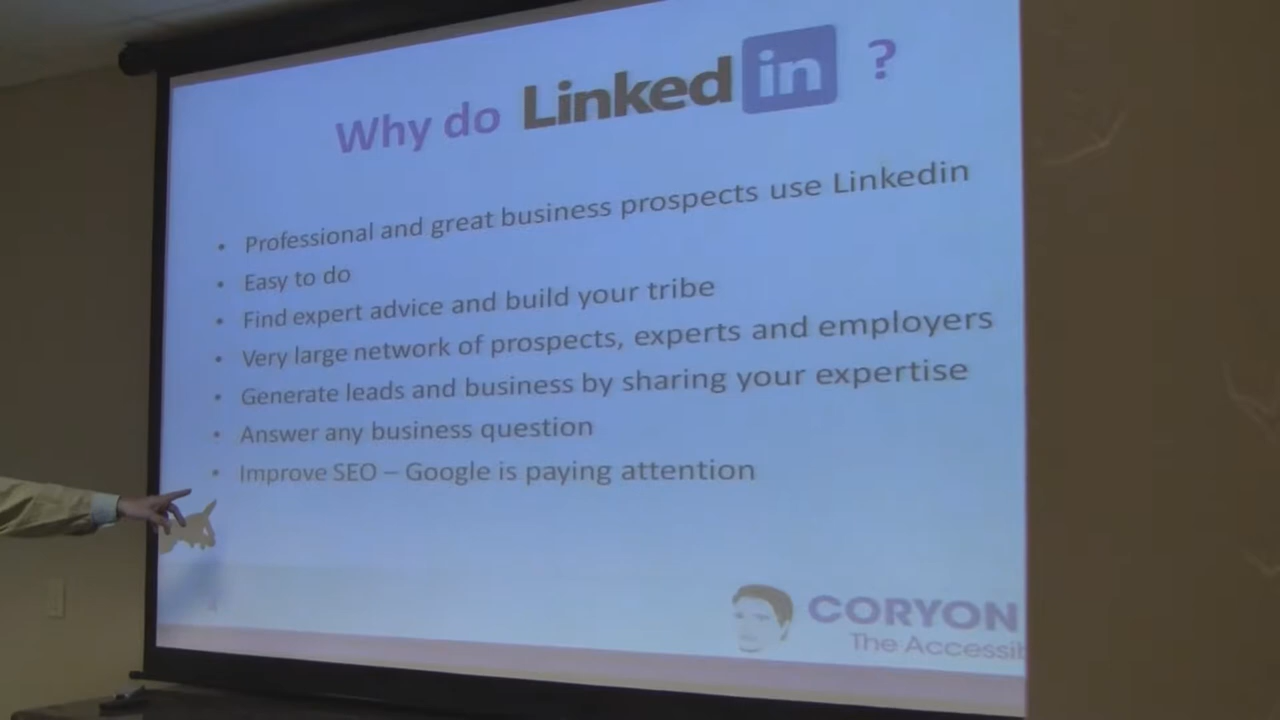 Why do Linkedin ?
• Professional and great business prospects use Linkedin
• Easy to do
• Find expert advice and build your tribe
• Very large network of prospects, experts and employers
• Generate leads and business by sharing your expertise
• Answer any business question
• Improve SEO – Google is paying attention
CORYON
The Accessib